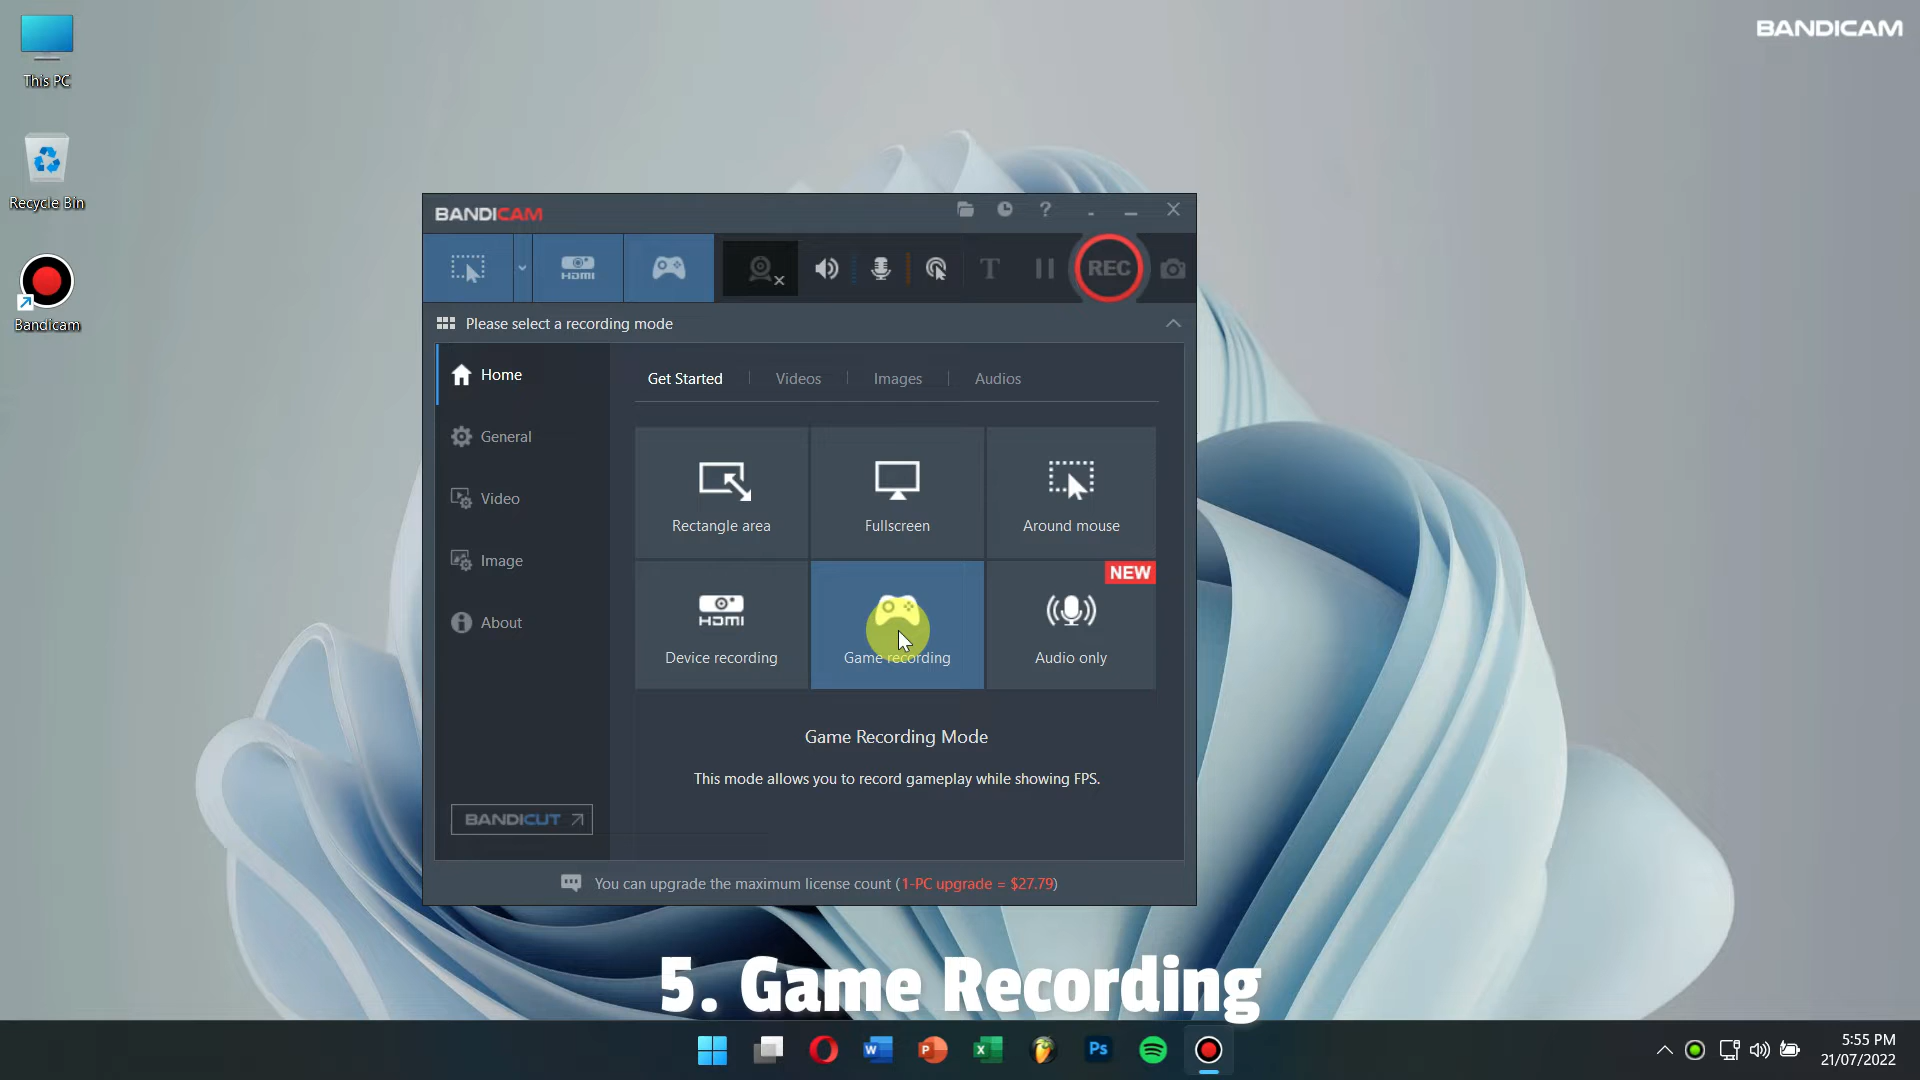 This PC
Recycle Bin
Bandicam
BANDICAM
BANDICAM
?
HDMI
T
REC
Please select a recording mode
Home
General
Video
Image
About
BANDICUT
Get Started
Videos
Images
Audios
Rectangle area
Fullscreen
Around mouse
HDMI
Device recording
Game recording
NEW
Audio only
Game Recording Mode
This mode allows you to record gameplay while showing FPS.
You can upgrade the maximum license count (1-PC upgrade = $27.79)
5. Game Recording
W
P
X
Ps
5:55 PM
21/07/2022